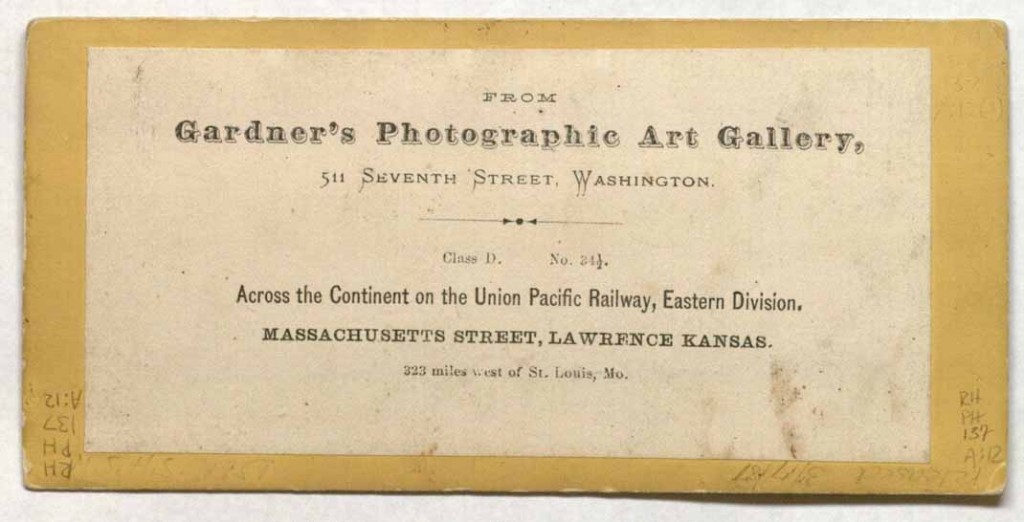 FROM
Gardner's Photographic Art Gallery,
511 SEVENTH STREET, WASHINGTON.
Class D. No. 34½.
Across the Continent on the Union Pacific Railway, Eastern Division.
MASSACHUSETTS STREET, LAWRENCE KANSAS.
323 miles west of St. Louis, Mo.
RH
PH
137
A:12
RH
PH
137
A:12